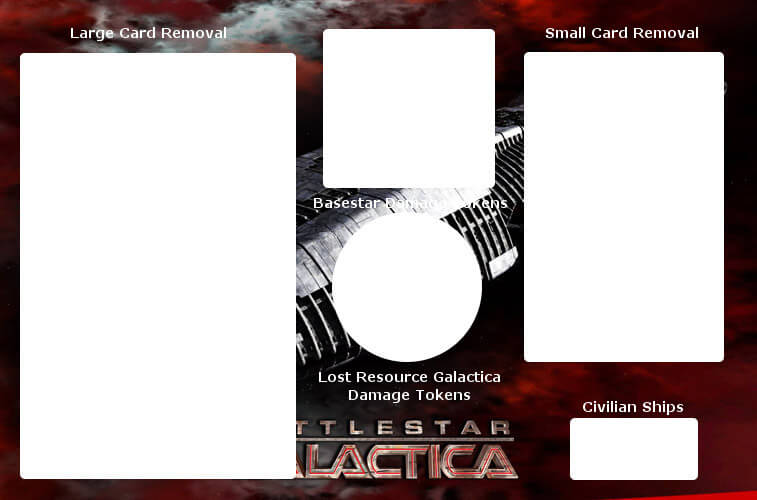 Large Card Removal
Small Card Removal
Basestar Damage Tokens
Lost Resource Galactica
Damage Tokens
Civilian Ships
TTLESTAR
ALACTICA